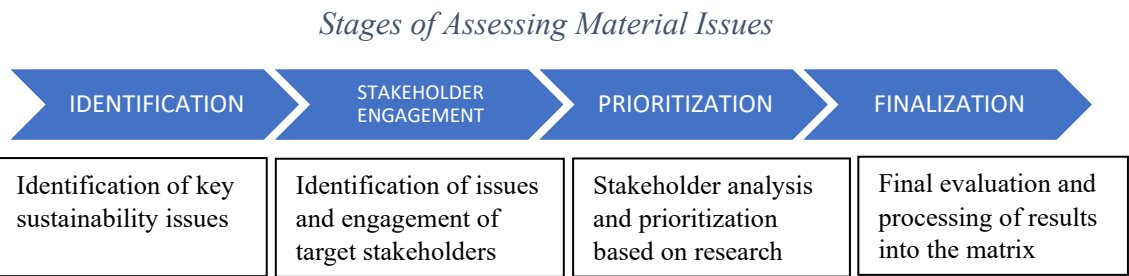 Stages of Assessing Material Issues
IDENTIFICATION
STAKEHOLDER
ENGAGEMENT
PRIORITIZATION
FINALIZATION
Identification of key
sustainability issues
Identification of issues
and engagement of
target stakeholders
Stakeholder analysis
and prioritization
based on research
Final evaluation and
processing of results
into the matrix